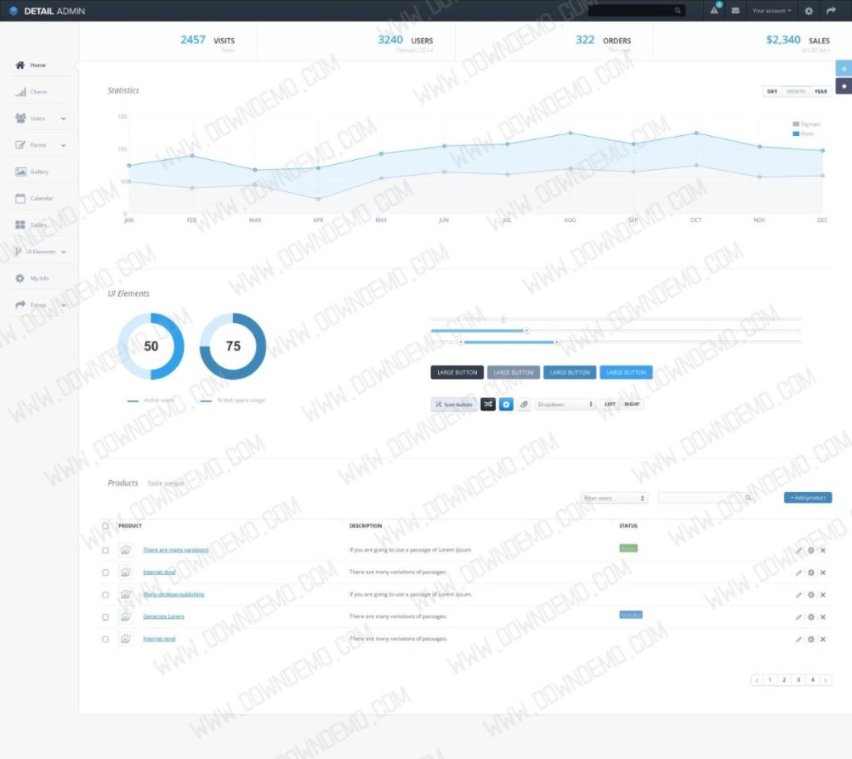 DETAIL ADMIN
Your account
2457 VISITS
3240 USERS
322 ORDERS
$2,340 SALES
Home
Charts
Users
Forms
Gallery
Calendar
Tables
UI Elements
My Info
Extras
Statistics
DAY MONTH YEAR
Signups
Visits
150
100
50
0
JAN FEB MAR APR MAY JUN JUL AUG SEP OCT NOV DEC
UI Elements
50
75
Active users
% disk space usage
LARGE BUTTON LARGE BUTTON LARGE BUTTON LARGE BUTTON
Icon button Dropdown LEFT RIGHT
Products Table sample
Filter users + Add product
PRODUCT DESCRIPTION STATUS
There are many variations if you are going to use a passage of Lorem Ipsum. Active
Internet tend There are many variations of passages.
Many desktop publishing if you are going to use a passage of Lorem Ipsum.
Generate Lorem There are many variations of passages.
Internet tend There are many variations of passages.
‹ 1 2 3 4 ›
WWW.DOWNDEMO.COM